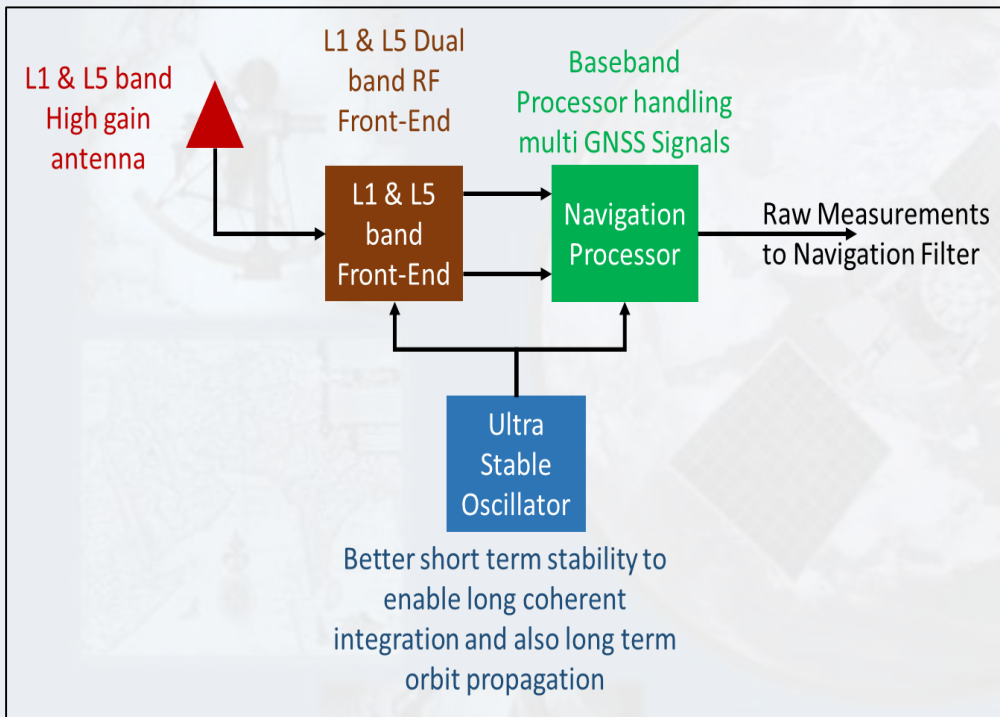 L1 & L5 band
High gain
antenna
L1 & L5 Dual
band RF
Front-End
Baseband
Processor handling
multi GNSS Signals
L1 & L5
band
Front-End
Navigation
Processor
Raw Measurements
to Navigation Filter
Ultra
Stable
Oscillator
Better short term stability to
enable long coherent
integration and also long term
orbit propagation